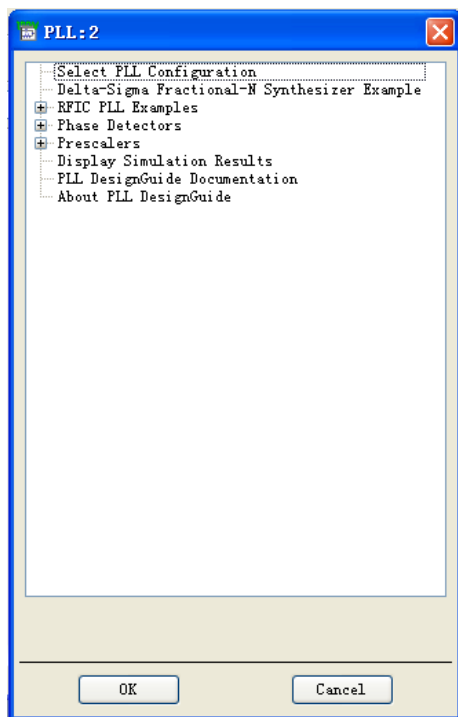 PLL:2
Select PLL Configuration
Delta-Sigma Fractional-N Synthesizer Example
RFIC PLL Examples
Phase Detectors
Prescalers
Display Simulation Results
PLL DesignGuide Documentation
About PLL DesignGuide
OK Cancel